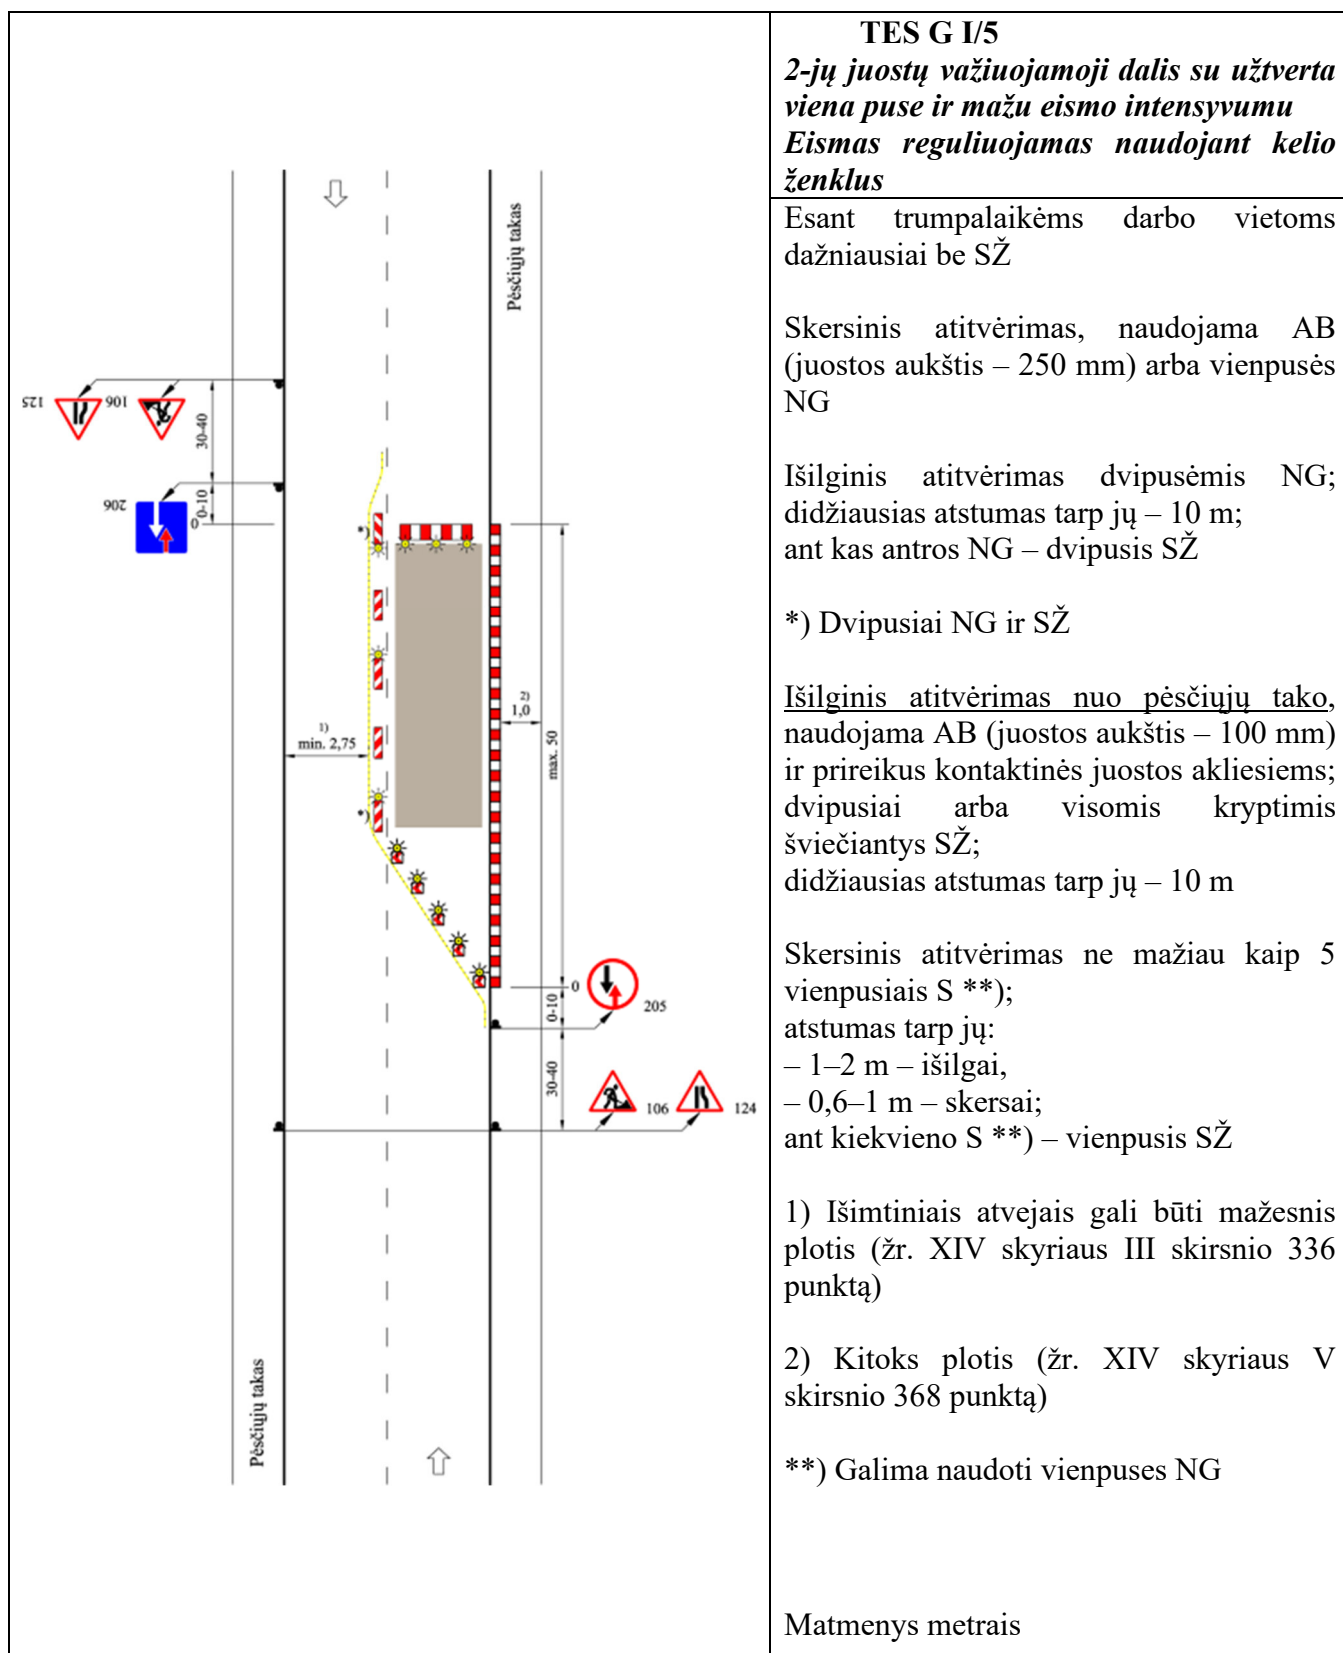 Pėsčiųjų takas
125
106
30-40
206
0-10
0
*)
1)
min. 2,75
*)
2)
1,0
max. 50
0
0-10
205
30-40
106
124
Pėsčiųjų takas
TES G I/5
2-jų juostų važiuojamoji dalis su užtverta
viena puse ir mažu eismo intensyvumu
Eismas reguliuojamas naudojant kelio
ženklus
Esant trumpalaikėms darbo vietoms
dažniausiai be SŽ
Skersinis atitvėrimas, naudojama AB
(juostos aukštis – 250 mm) arba vienpusės
NG
Išilginis atitvėrimas dvipusėmis NG;
didžiausias atstumas tarp jų – 10 m;
ant kas antros NG – dvipusis SŽ
*) Dvipusiai NG ir SŽ
Išilginis atitvėrimas nuo pėsčiųjų tako,
naudojama AB (juostos aukštis – 100 mm)
ir prireikus kontaktinės juostos akliesiems;
dvipusiai arba visomis kryptimis
šviečiantys SŽ;
didžiausias atstumas tarp jų – 10 m
Skersinis atitvėrimas ne mažiau kaip 5
vienpusiais S **);
atstumas tarp jų:
– 1–2 m – išilgai,
– 0,6–1 m – skersai;
ant kiekvieno S **) – vienpusis SŽ
1) Išimtiniais atvejais gali būti mažesnis
plotis (žr. XIV skyriaus III skirsnio 336
punktą)
2) Kitoks plotis (žr. XIV skyriaus V
skirsnio 368 punktą)
**) Galima naudoti vienpuses NG
Matmenys metrais